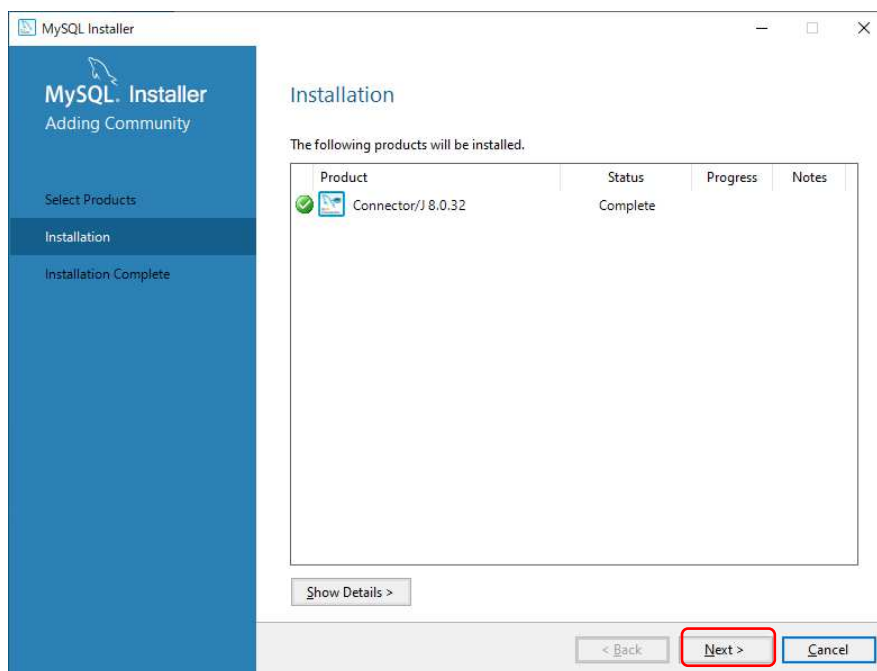 MySQL Installer
MySQL. Installer
Adding Community
Select Products
Installation
Installation Complete
Installation
The following products will be installed.
Product Status Progress Notes
Connector/J 8.0.32 Complete
Show Details >
< Back Next > Cancel